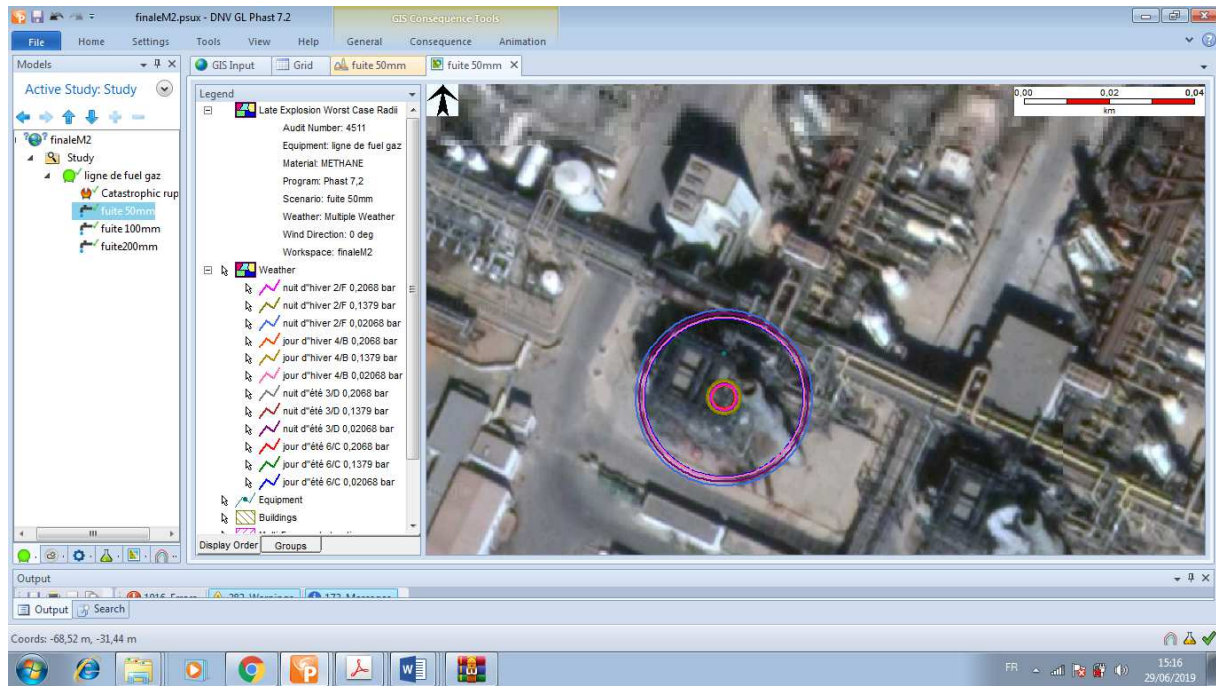 finaleM2.psux - DNV GL Phast 7.2
GIS Consequence Tools
File Home Settings Tools View Help General Consequence Animation
Models
GIS Input Grid fuite 50mm fuite 50mm
Active Study: Study
finaleM2
Study
ligne de fuel gaz
Catastrophic rup
fuite 50mm
fuite 100mm
fuite200mm
Legend
Late Explosion Worst Case Radii
Audit Number: 4511
Equipment: ligne de fuel gaz
Material: METHANE
Program: Phast 7,2
Scenario: fuite 50mm
Weather: Multiple Weather
Wind Direction: 0 deg
Workspace: finaleM2
Weather
nuit d"hiver 2/F 0,2068 bar
nuit d"hiver 2/F 0,1379 bar
nuit d"hiver 2/F 0,02068 bar
jour d"hiver 4/B 0,2068 bar
jour d"hiver 4/B 0,1379 bar
jour d"hiver 4/B 0,02068 bar
nuit d"été 3/D 0,2068 bar
nuit d"été 3/D 0,1379 bar
nuit d"été 3/D 0,02068 bar
jour d"été 6/C 0,2068 bar
jour d"été 6/C 0,1379 bar
jour d"été 6/C 0,02068 bar
Equipment
Buildings
Display Order Groups
0,00 0,02 0,04
km
Output
1016 Errors 282 Warnings 172 Messages
Output Search
Coords: -68,52 m, -31,44 m
FR
15:16
29/06/2019